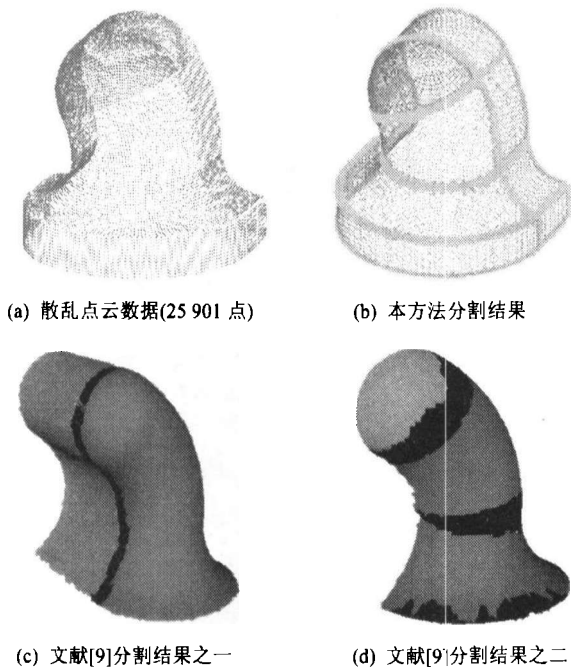 (a) 散乱点云数据(25 901 点)
(b) 本方法分割结果
(c) 文献[9]分割结果之一
(d) 文献[9]分割结果之二